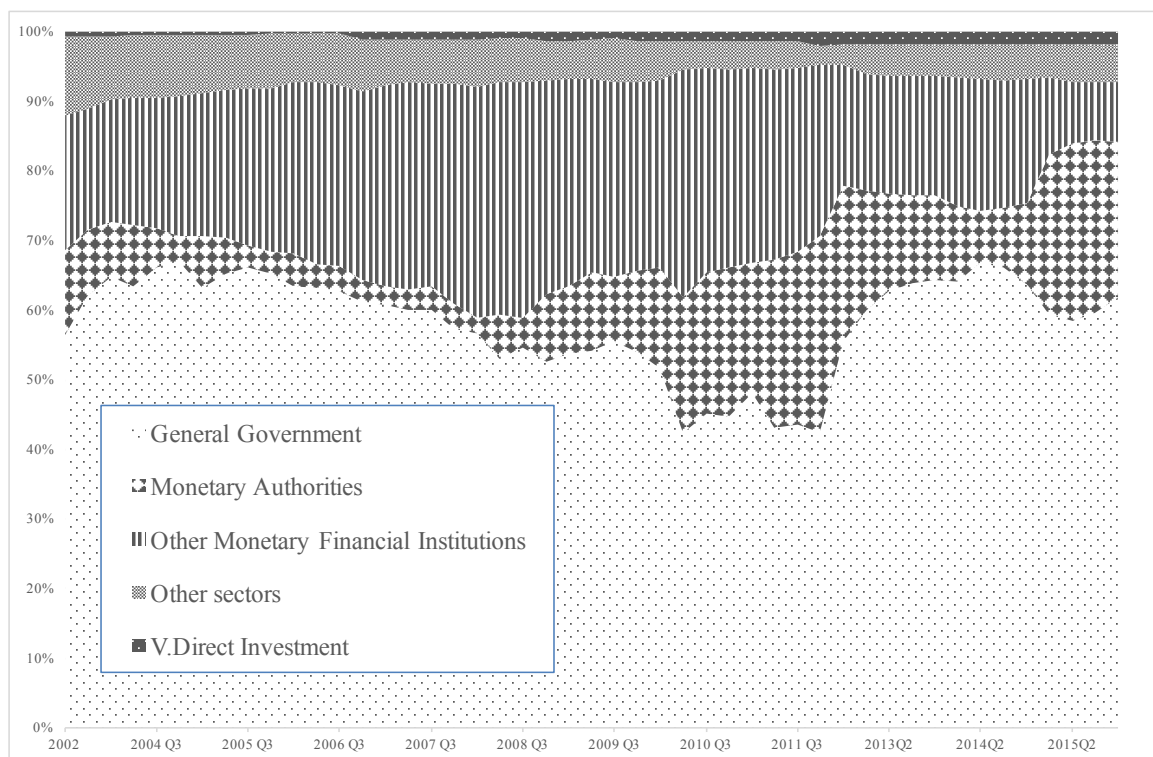 100%
90%
80%
70%
60%
50%
40%
30%
20%
10%
0%
General Government
Monetary Authorities
Other Monetary Financial Institutions
Other sectors
V.Direct Investment
2002 2004 Q3 2005 Q3 2006 Q3 2007 Q3 2008 Q3 2009 Q3 2010 Q3 2011 Q3 2013Q2 2014 Q2 2015Q2